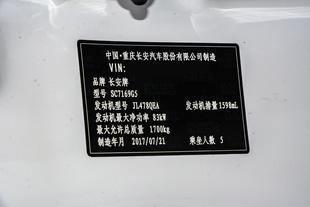 中国·重庆长安汽车股份有限公司制造
VIN:
品牌 长安牌
型号 SC7169G5
发动机型号 JL478QEA 发动机排量 1598mL
发动机最大净功率 83kW
最大允许总质量 1700kg
制造年月 2017/07/21 乘坐人数 5